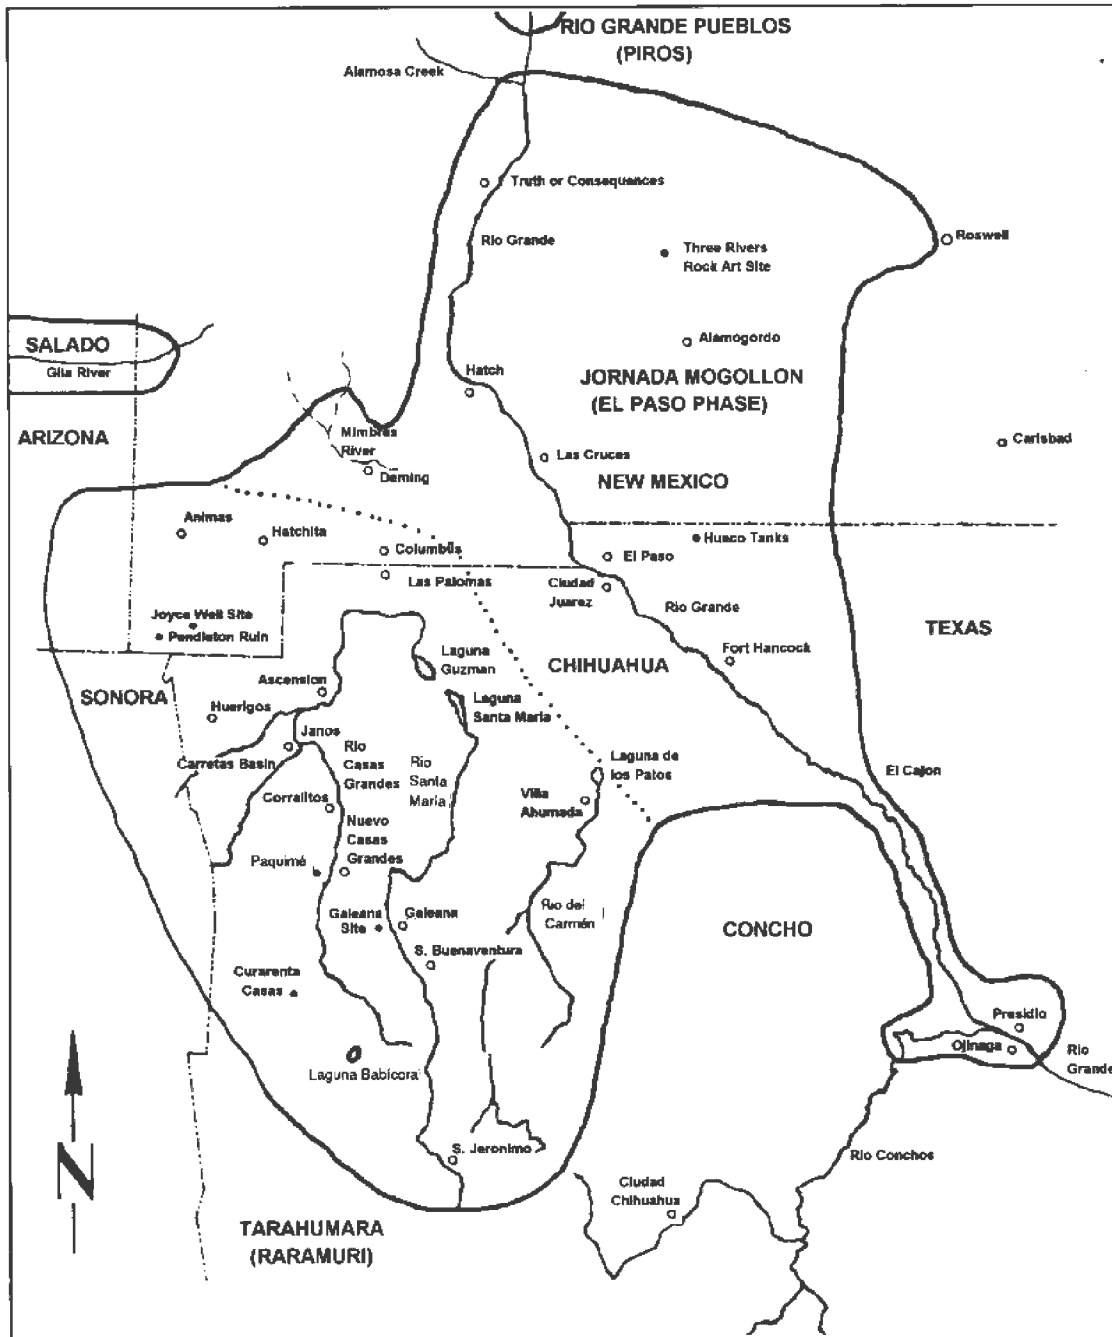 RIO GRANDE PUEBLOS
(PIROS)
Alamosa Creek
Truth or Consequences
Rio Grande
Roswell
Three Rivers
Rock Art Site
SALADO
Gila River
Alamogordo
Hatch
JORNADA MOGOLLON
(EL PASO PHASE)
ARIZONA
Mimbres
River
Carlsbad
Las Cruces
Deming
NEW MEXICO
Animas
Hatchita
Columbus
Hueco Tanks
El Paso
Las Palomas
Ciudad
Juarez
Rio Grande
Joyce Well Site
Pendleton Ruin
TEXAS
Fort Hancock
Laguna
Guzman
CHIHUAHUA
SONORA
Ascension
Laguna
Santa Maria
Huerigos
Janos
Carretas Basin
Rio
Casas
Grandes
Rio
Santa
Maria
Laguna de
los Patos
El Cajon
Corralitos
Villa
Ahumada
Nuevo
Casas
Grandes
Paquimé
Galeana
Site
Galeana
Rio del
Carmén
CONCHO
S. Buenaventura
Curarenta
Casas
Presidio
Ojinaga
Rio
Grande
Laguna Babícora
N
S. Jeronimo
Rio Conchos
Ciudad
Chihuahua
TARAHUMARA
(RARAMURI)